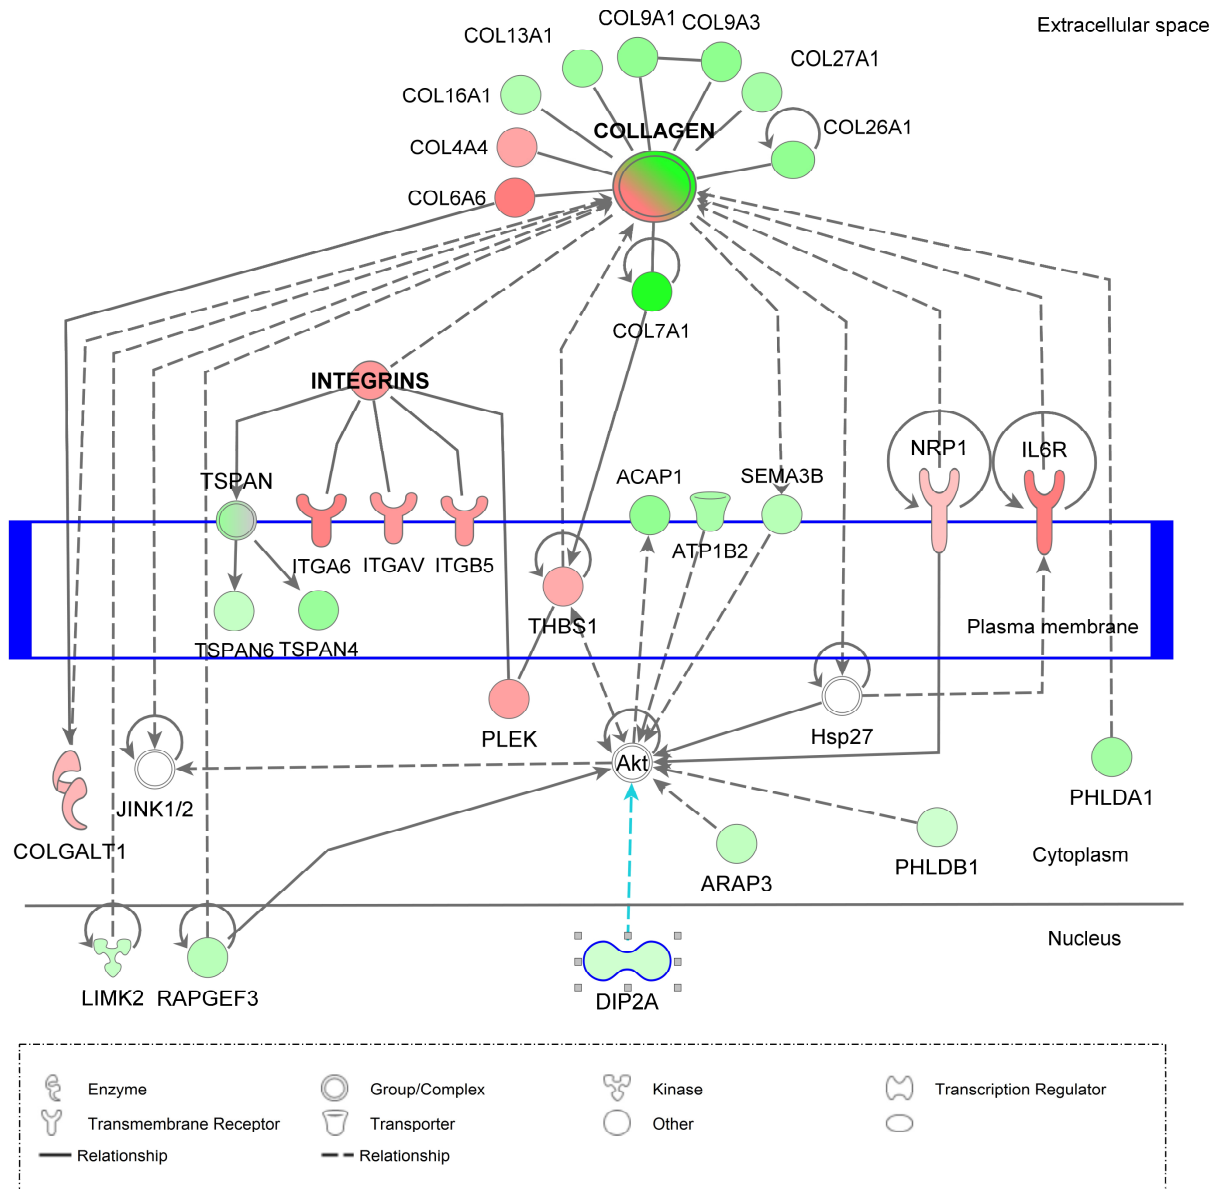 COL9A1
COL9A3
Extracellular space
COL13A1
COL27A1
COL16A1
COLLAGEN
COL26A1
COL4A4
COL6A6
COL7A1
INTEGRINS
NRP1
IL6R
TSPAN
ACAP1
SEMA3B
ATP1B2
ITGA6
ITGAV
ITGB5
THBS1
Plasma membrane
TSPAN6
TSPAN4
PLEK
Hsp27
Akt
JINK1/2
PHLDA1
COLGALT1
Cytoplasm
PHLDB1
ARAP3
Nucleus
LIMK2
RAPGEF3
DIP2A
Enzyme
Group/Complex
Kinase
Transcription Regulator
Transmembrane Receptor
Transporter
Other
Relationship
Relationship